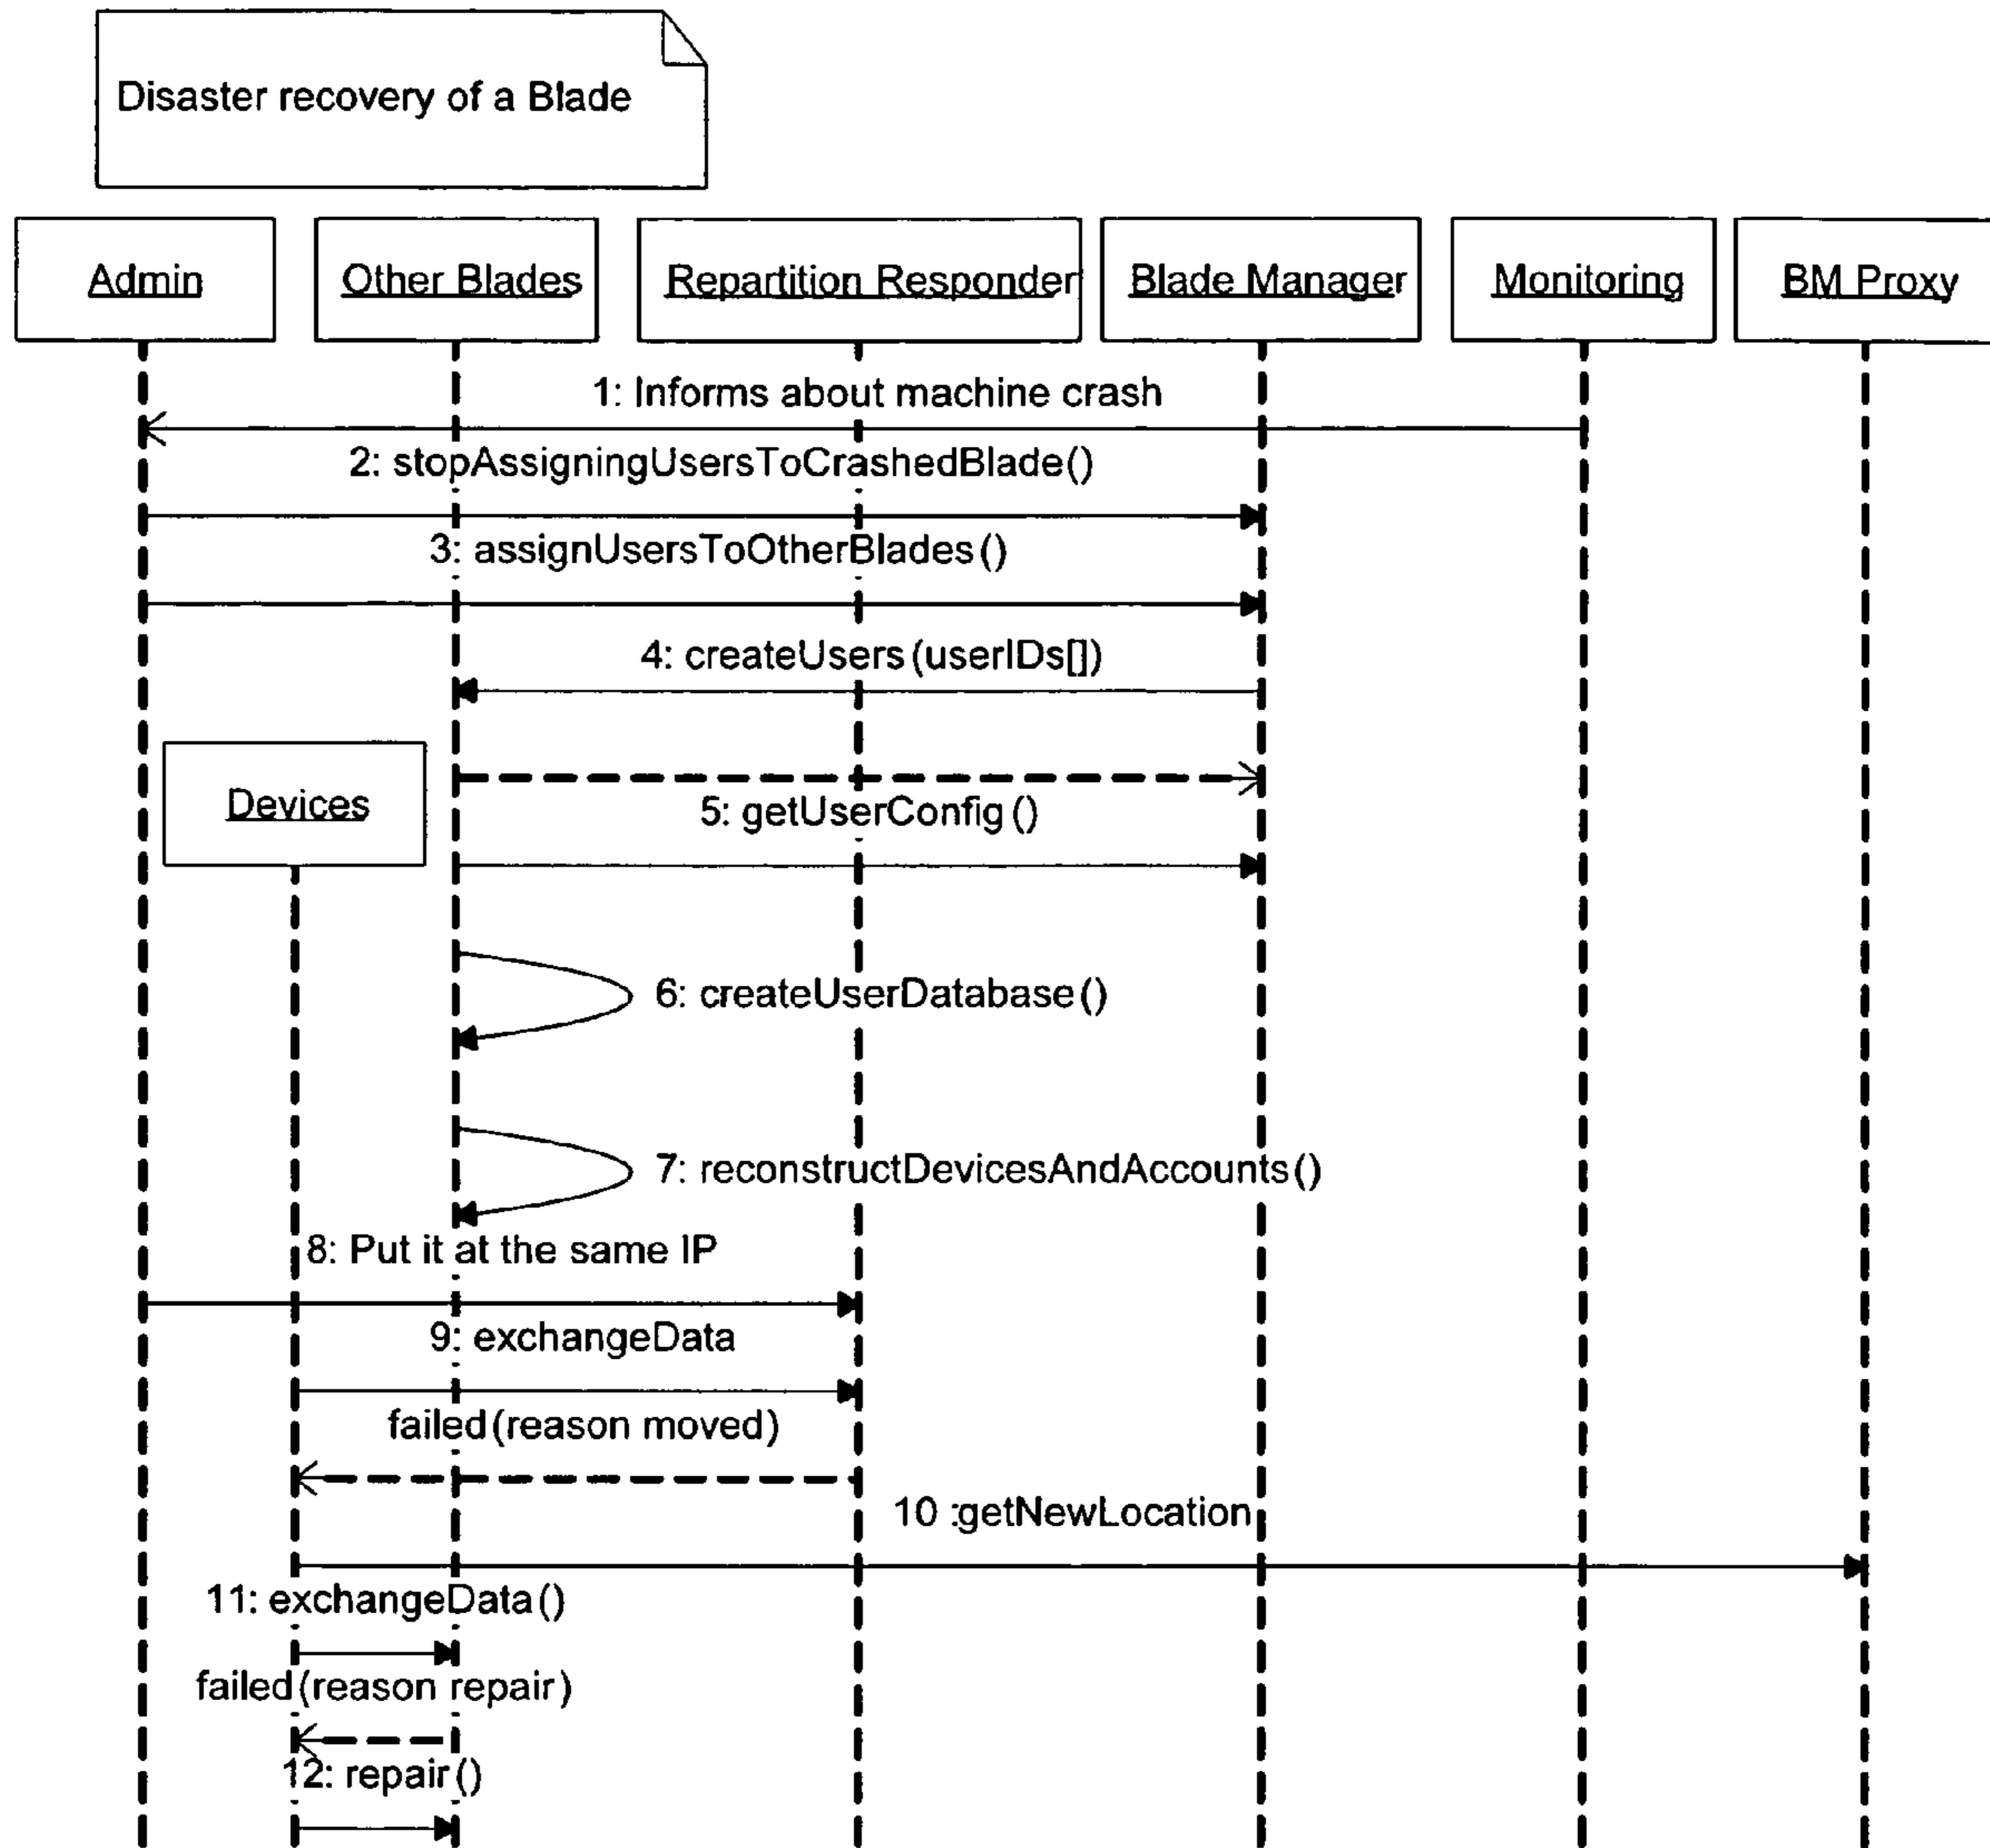 Disaster recovery of a Blade
Admin
Other Blades
Repartition Responder
Blade Manager
Monitoring
BM Proxy
1: Informs about machine crash
2: stopAssigningUsersToCrashedBlade()
3: assignUsersToOtherBlades()
4: createUsers(userIDs[])
Devices
5: getUserConfig()
6: createUserDatabase()
7: reconstructDevicesAndAccounts()
8: Put it at the same IP
9: exchangeData
failed(reason moved)
10 :getNewLocation
11: exchangeData()
failed(reason repair)
12: repair()